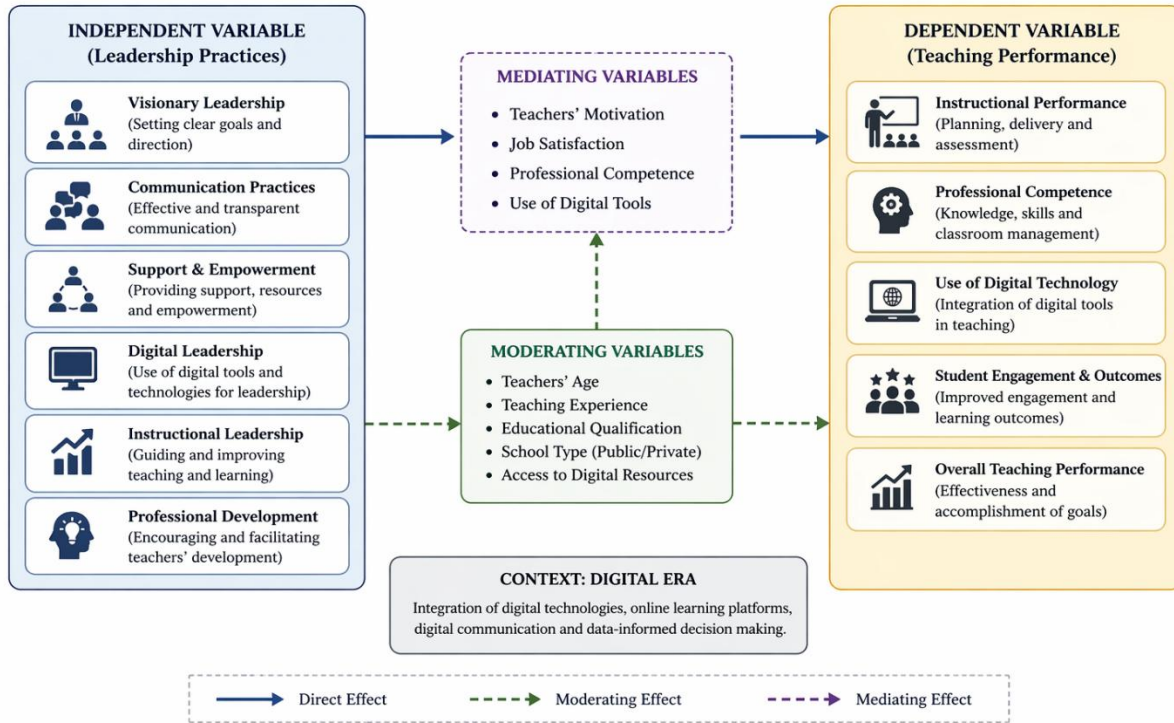 INDEPENDENT VARIABLE
(Leadership Practices)
Visionary Leadership
(Setting clear goals and
direction)
Communication Practices
(Effective and transparent
communication)
Support & Empowerment
(Providing support, resources
and empowerment)
Digital Leadership
(Use of digital tools and
technologies for leadership)
Instructional Leadership
(Guiding and improving
teaching and learning)
Professional Development
(Encouraging and facilitating
teachers' development)
MEDIATING VARIABLES
• Teachers' Motivation
• Job Satisfaction
• Professional Competence
• Use of Digital Tools
MODERATING VARIABLES
• Teachers' Age
• Teaching Experience
• Educational Qualification
• School Type (Public/Private)
• Access to Digital Resources
DEPENDENT VARIABLE
(Teaching Performance)
Instructional Performance
(Planning, delivery and
assessment)
Professional Competence
(Knowledge, skills and
classroom management)
Use of Digital Technology
(Integration of digital tools
in teaching)
Student Engagement & Outcomes
(Improved engagement and
learning outcomes)
Overall Teaching Performance
(Effectiveness and
accomplishment of goals)
CONTEXT: DIGITAL ERA
Integration of digital technologies, online learning platforms,
digital communication and data-informed decision making.
Direct Effect
Moderating Effect
Mediating Effect